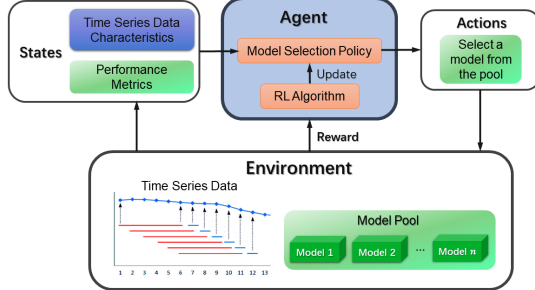 States
Time Series Data
Characteristics
Performance
Metrics
Agent
Model Selection Policy
Update
RL Algorithm
Actions
Select a
model from
the pool
Reward
Environment
Time Series Data
1 2 3 4 5 6 7 8 9 10 11 12 13
Model Pool
Model 1
Model 2
...
Model n